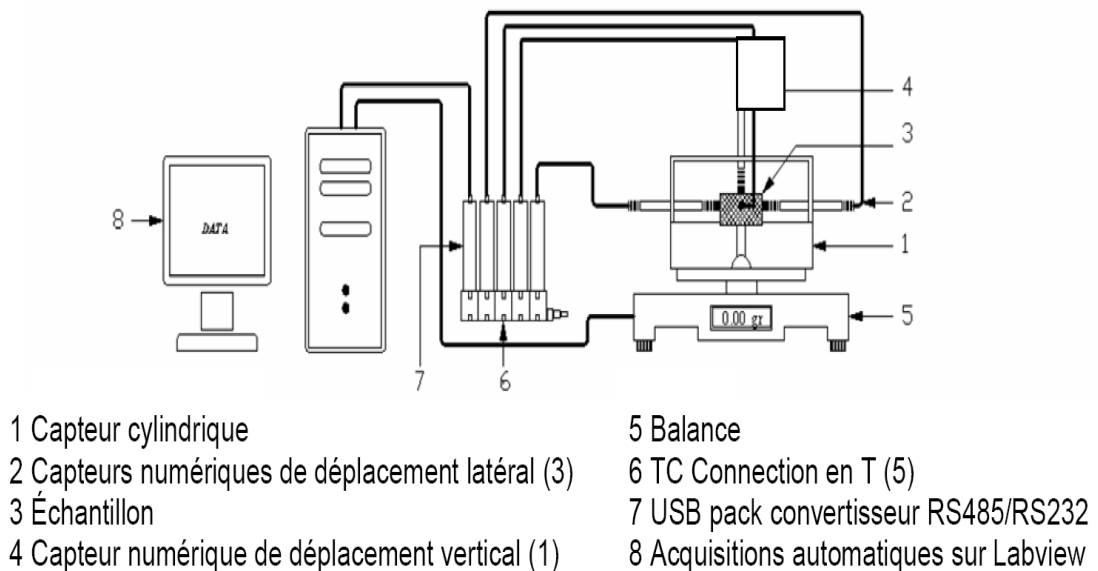 4
3
2
1
5
8
DATA
0.00 gr
7
6
1 Capteur cylindrique
2 Capteurs numériques de déplacement latéral (3)
3 Échantillon
4 Capteur numérique de déplacement vertical (1)
5 Balance
6 TC Connection en T (5)
7 USB pack convertisseur RS485/RS232
8 Acquisitions automatiques sur Labview